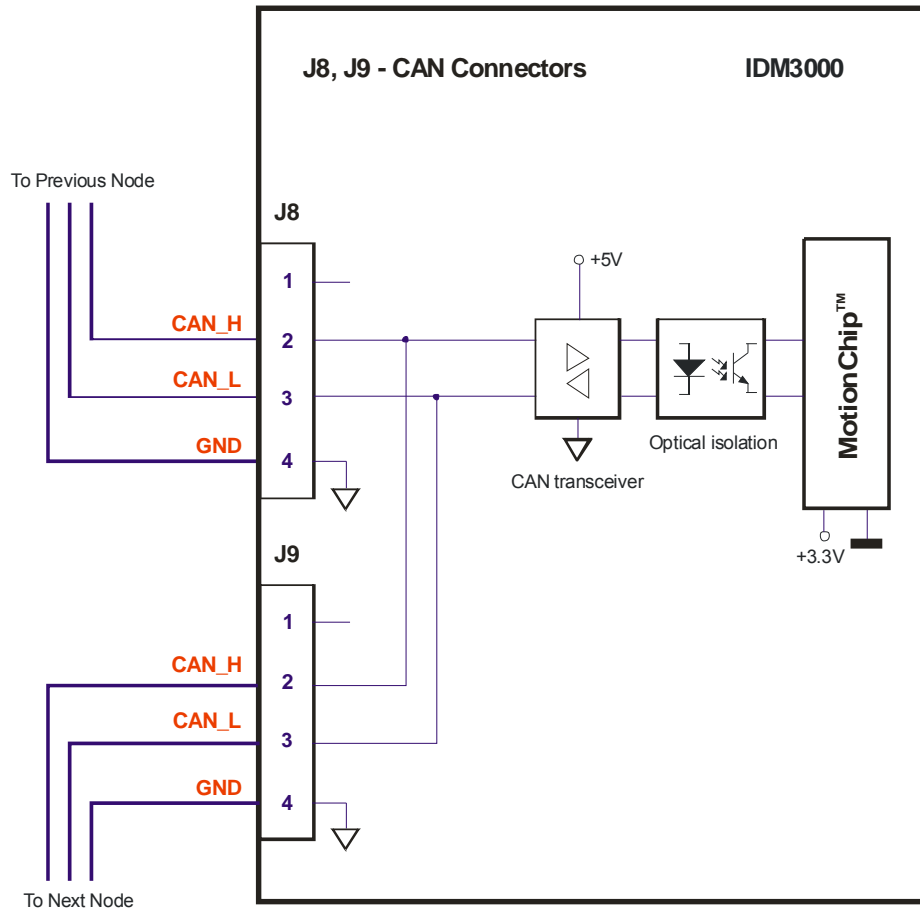 J8, J9 - CAN Connectors
IDM3000
To Previous Node
J8
1
CAN_H
2
CAN_L
3
GND
4
+5V
CAN transceiver
Optical isolation
MotionChip™
+3.3V
J9
1
CAN_H
2
CAN_L
3
GND
4
To Next Node